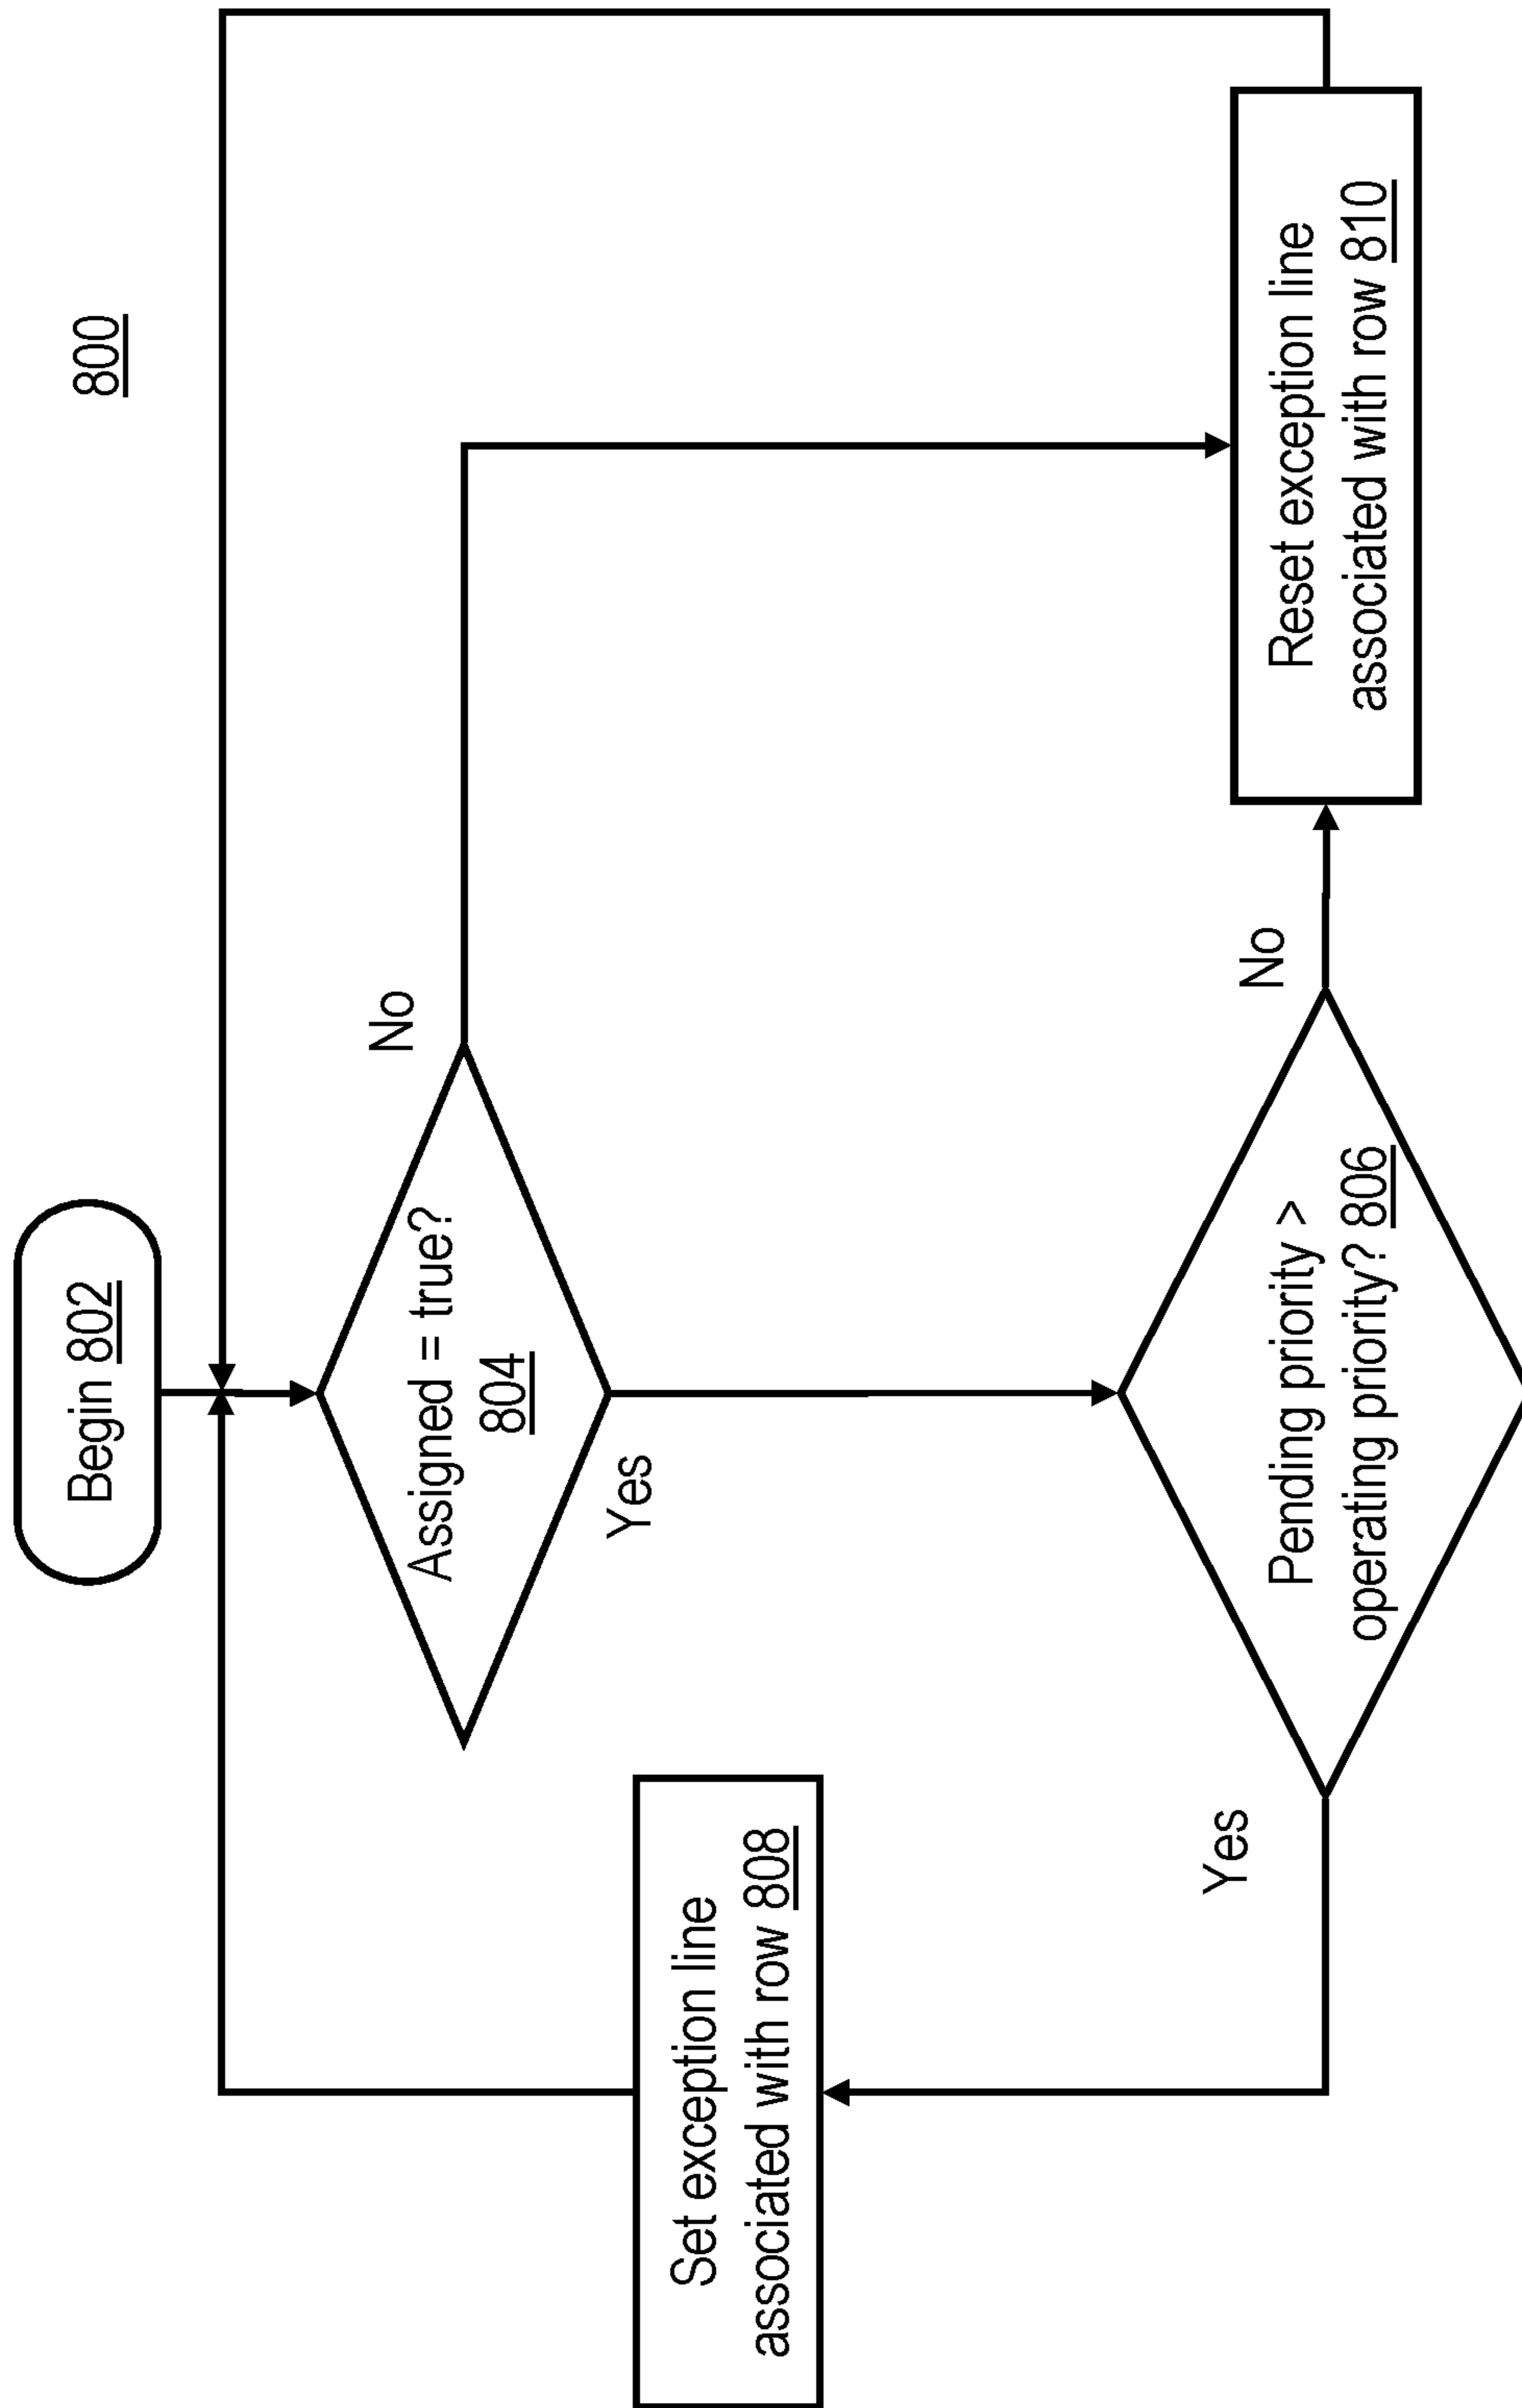 800
Begin 802
Assigned = true?
804
No
Yes
Set exception line
associated with row 808
Yes
Pending priority >
operating priority? 806
No
Reset exception line
associated with row 810